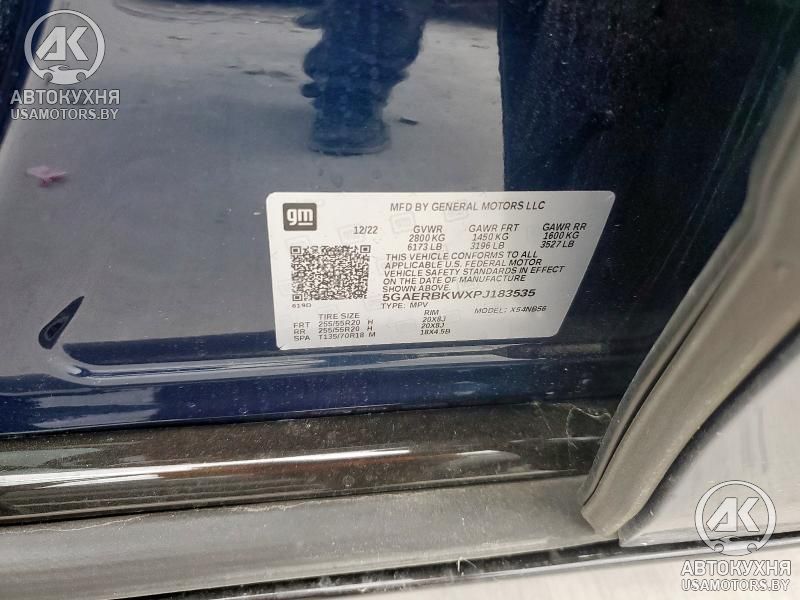 АК
АВТОКУХНЯ
USAMOTORS.BY
gm
MFD BY GENERAL MOTORS LLC
12/22 GVWR GAWR FRT GAWR RR
2800 KG 1450 KG 1600 KG
6173 LB 3196 LB 3527 LB
THIS VEHICLE CONFORMS TO ALL
APPLICABLE U.S. FEDERAL MOTOR
VEHICLE SAFETY STANDARDS IN EFFECT
ON THE DATE OF MANUFACTURE
SHOWN ABOVE.
5GAERBKWXPJ183535
619D TYPE: MPV MODEL: X54NB56
TIRE SIZE RIM
FRT 255/55R20 H 20X8J
RR 255/55R20 H 20X8J
SPA T135/70R18 M 18X4.5B
АК
АВТОКУХНЯ
USAMOTORS.BY